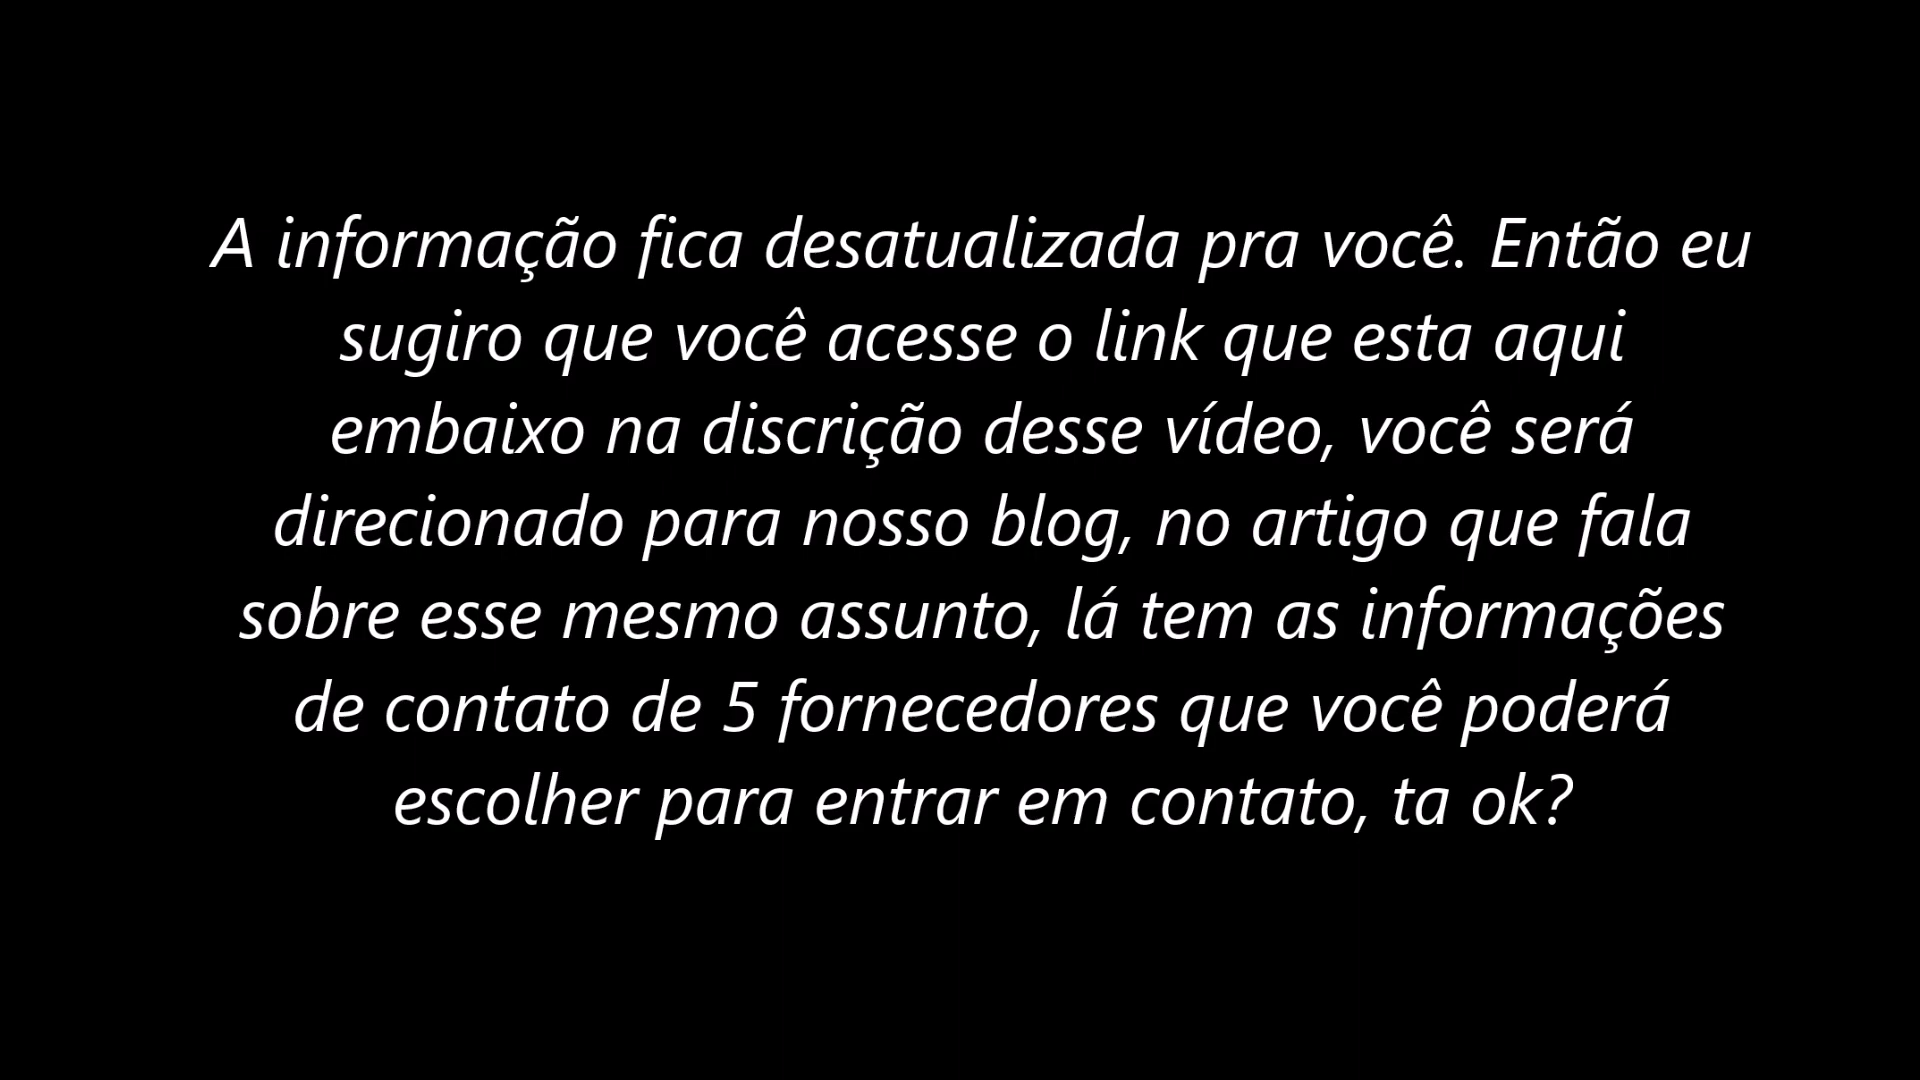 A informação fica desatualizada pra você. Então eu
sugiro que você acesse o link que esta aqui
embaixo na discrição desse vídeo, você será
direcionado para nosso blog, no artigo que fala
sobre esse mesmo assunto, lá tem as informações
de contato de 5 fornecedores que você poderá
escolher para entrar em contato, ta ok?